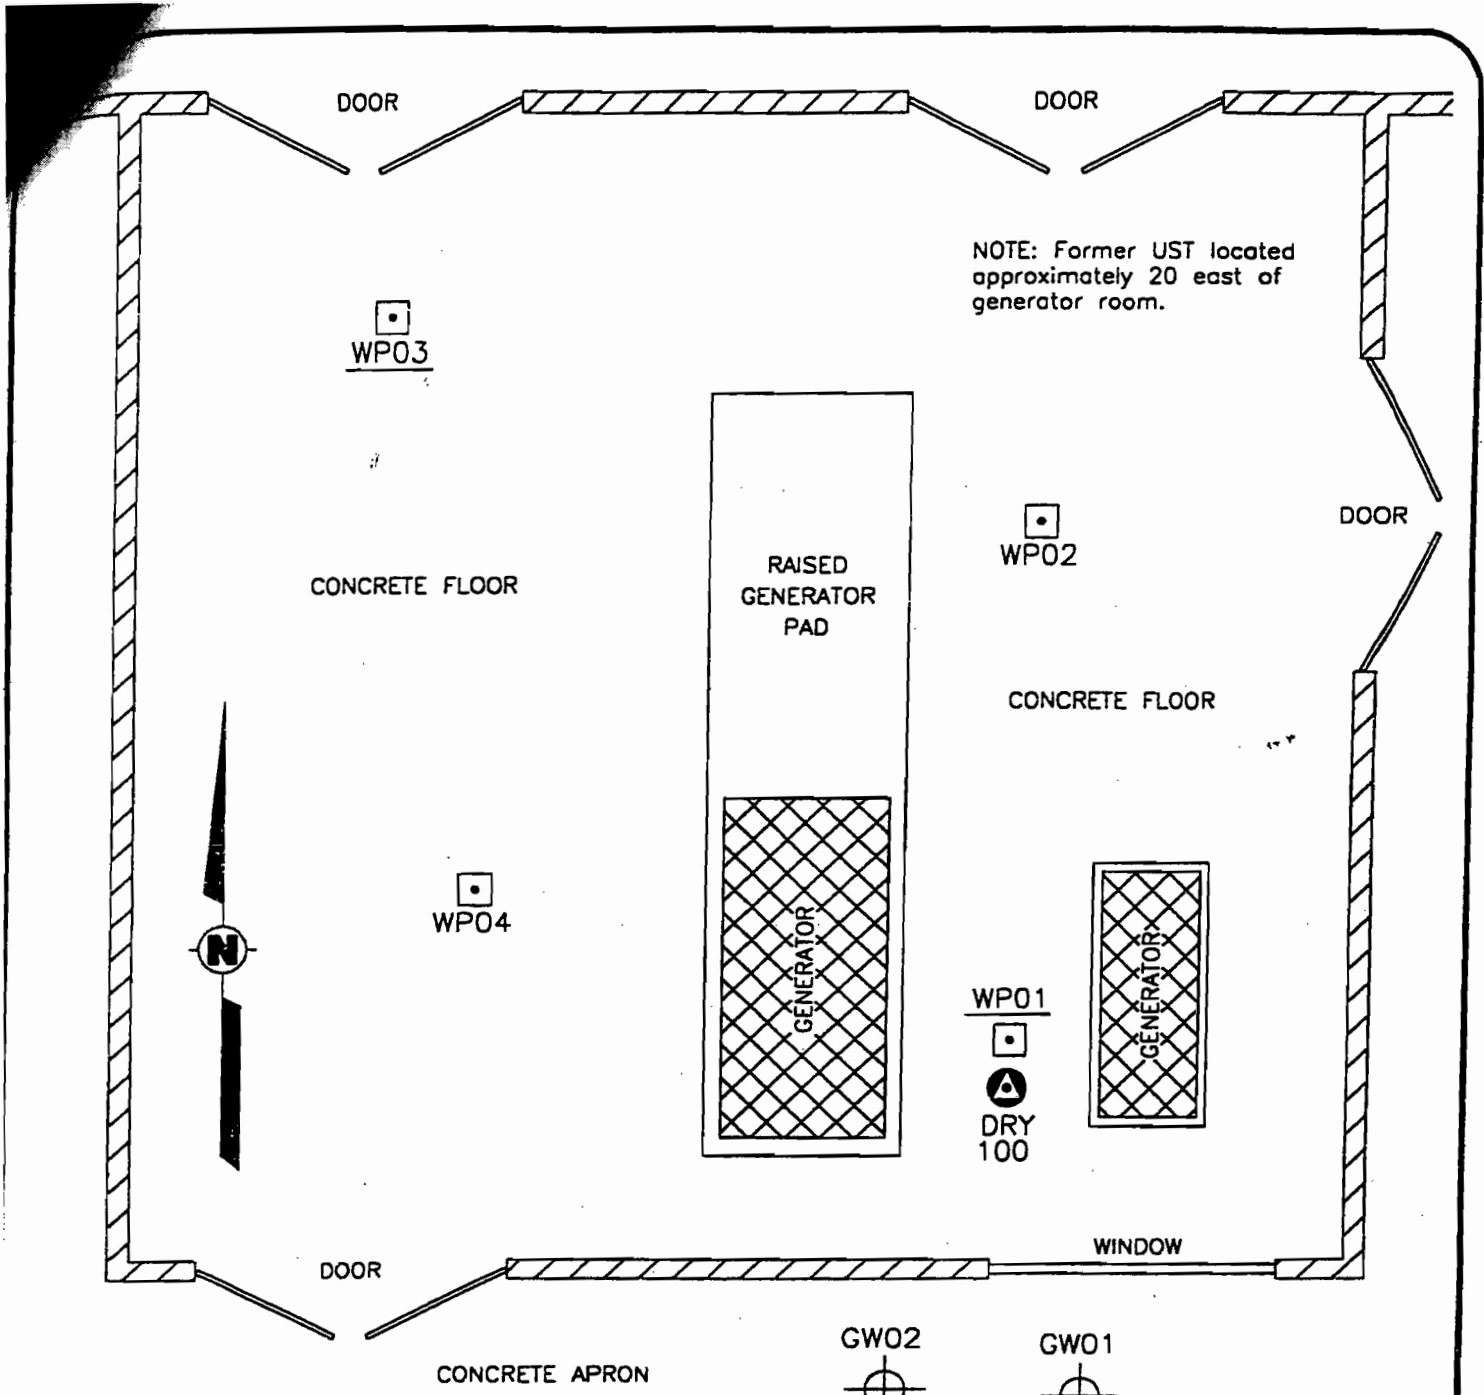 DOOR
DOOR
NOTE: Former UST located
approximately 20 east of
generator room.
WP03
DOOR
WP02
RAISED
GENERATOR
PAD
CONCRETE FLOOR
CONCRETE FLOOR
WP04
GENERATOR
GENERATOR
N
WP01
DRY
100
WINDOW
DOOR
GW02
GW01
CONCRETE APRON